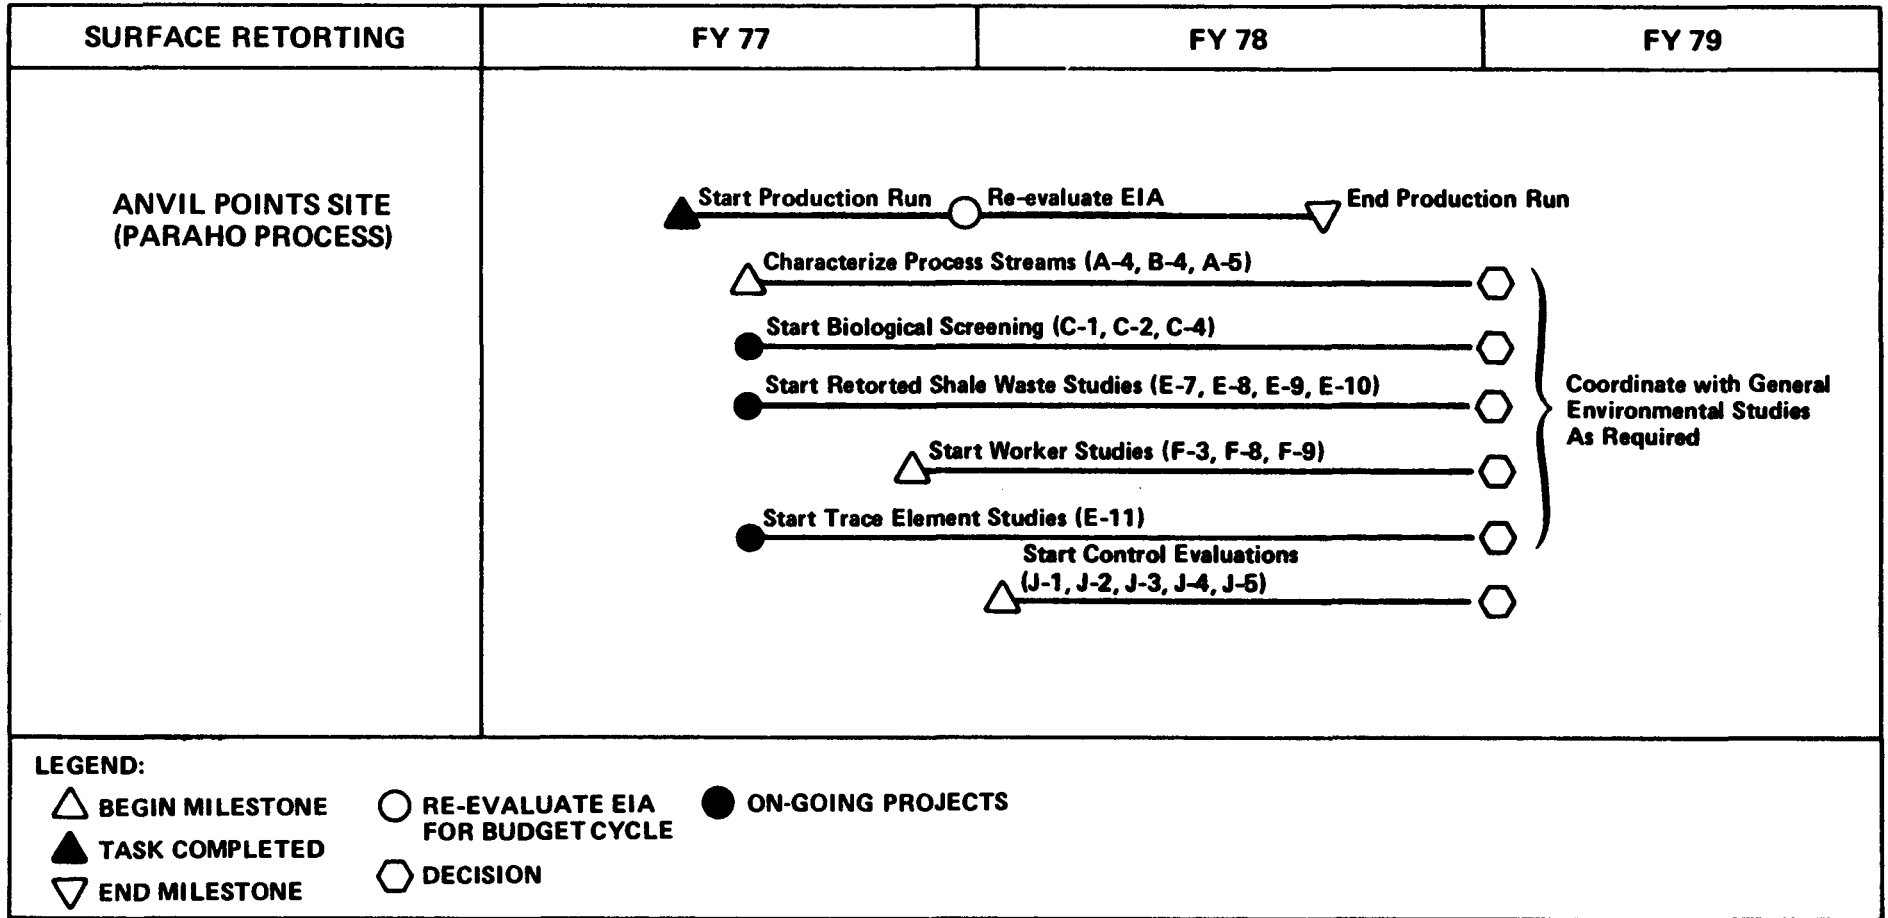 SURFACE RETORTING
FY 77
FY 78
FY 79
ANVIL POINTS SITE
(PARAHO PROCESS)
Start Production Run
Re-evaluate EIA
End Production Run
Characterize Process Streams (A-4, B-4, A-5)
Start Biological Screening (C-1, C-2, C-4)
Start Retorted Shale Waste Studies (E-7, E-8, E-9, E-10)
Start Worker Studies (F-3, F-8, F-9)
Start Trace Element Studies (E-11)
Start Control Evaluations
(J-1, J-2, J-3, J-4, J-5)
Coordinate with General
Environmental Studies
As Required
LEGEND:
BEGIN MILESTONE
TASK COMPLETED
END MILESTONE
RE-EVALUATE EIA
FOR BUDGET CYCLE
DECISION
ON-GOING PROJECTS